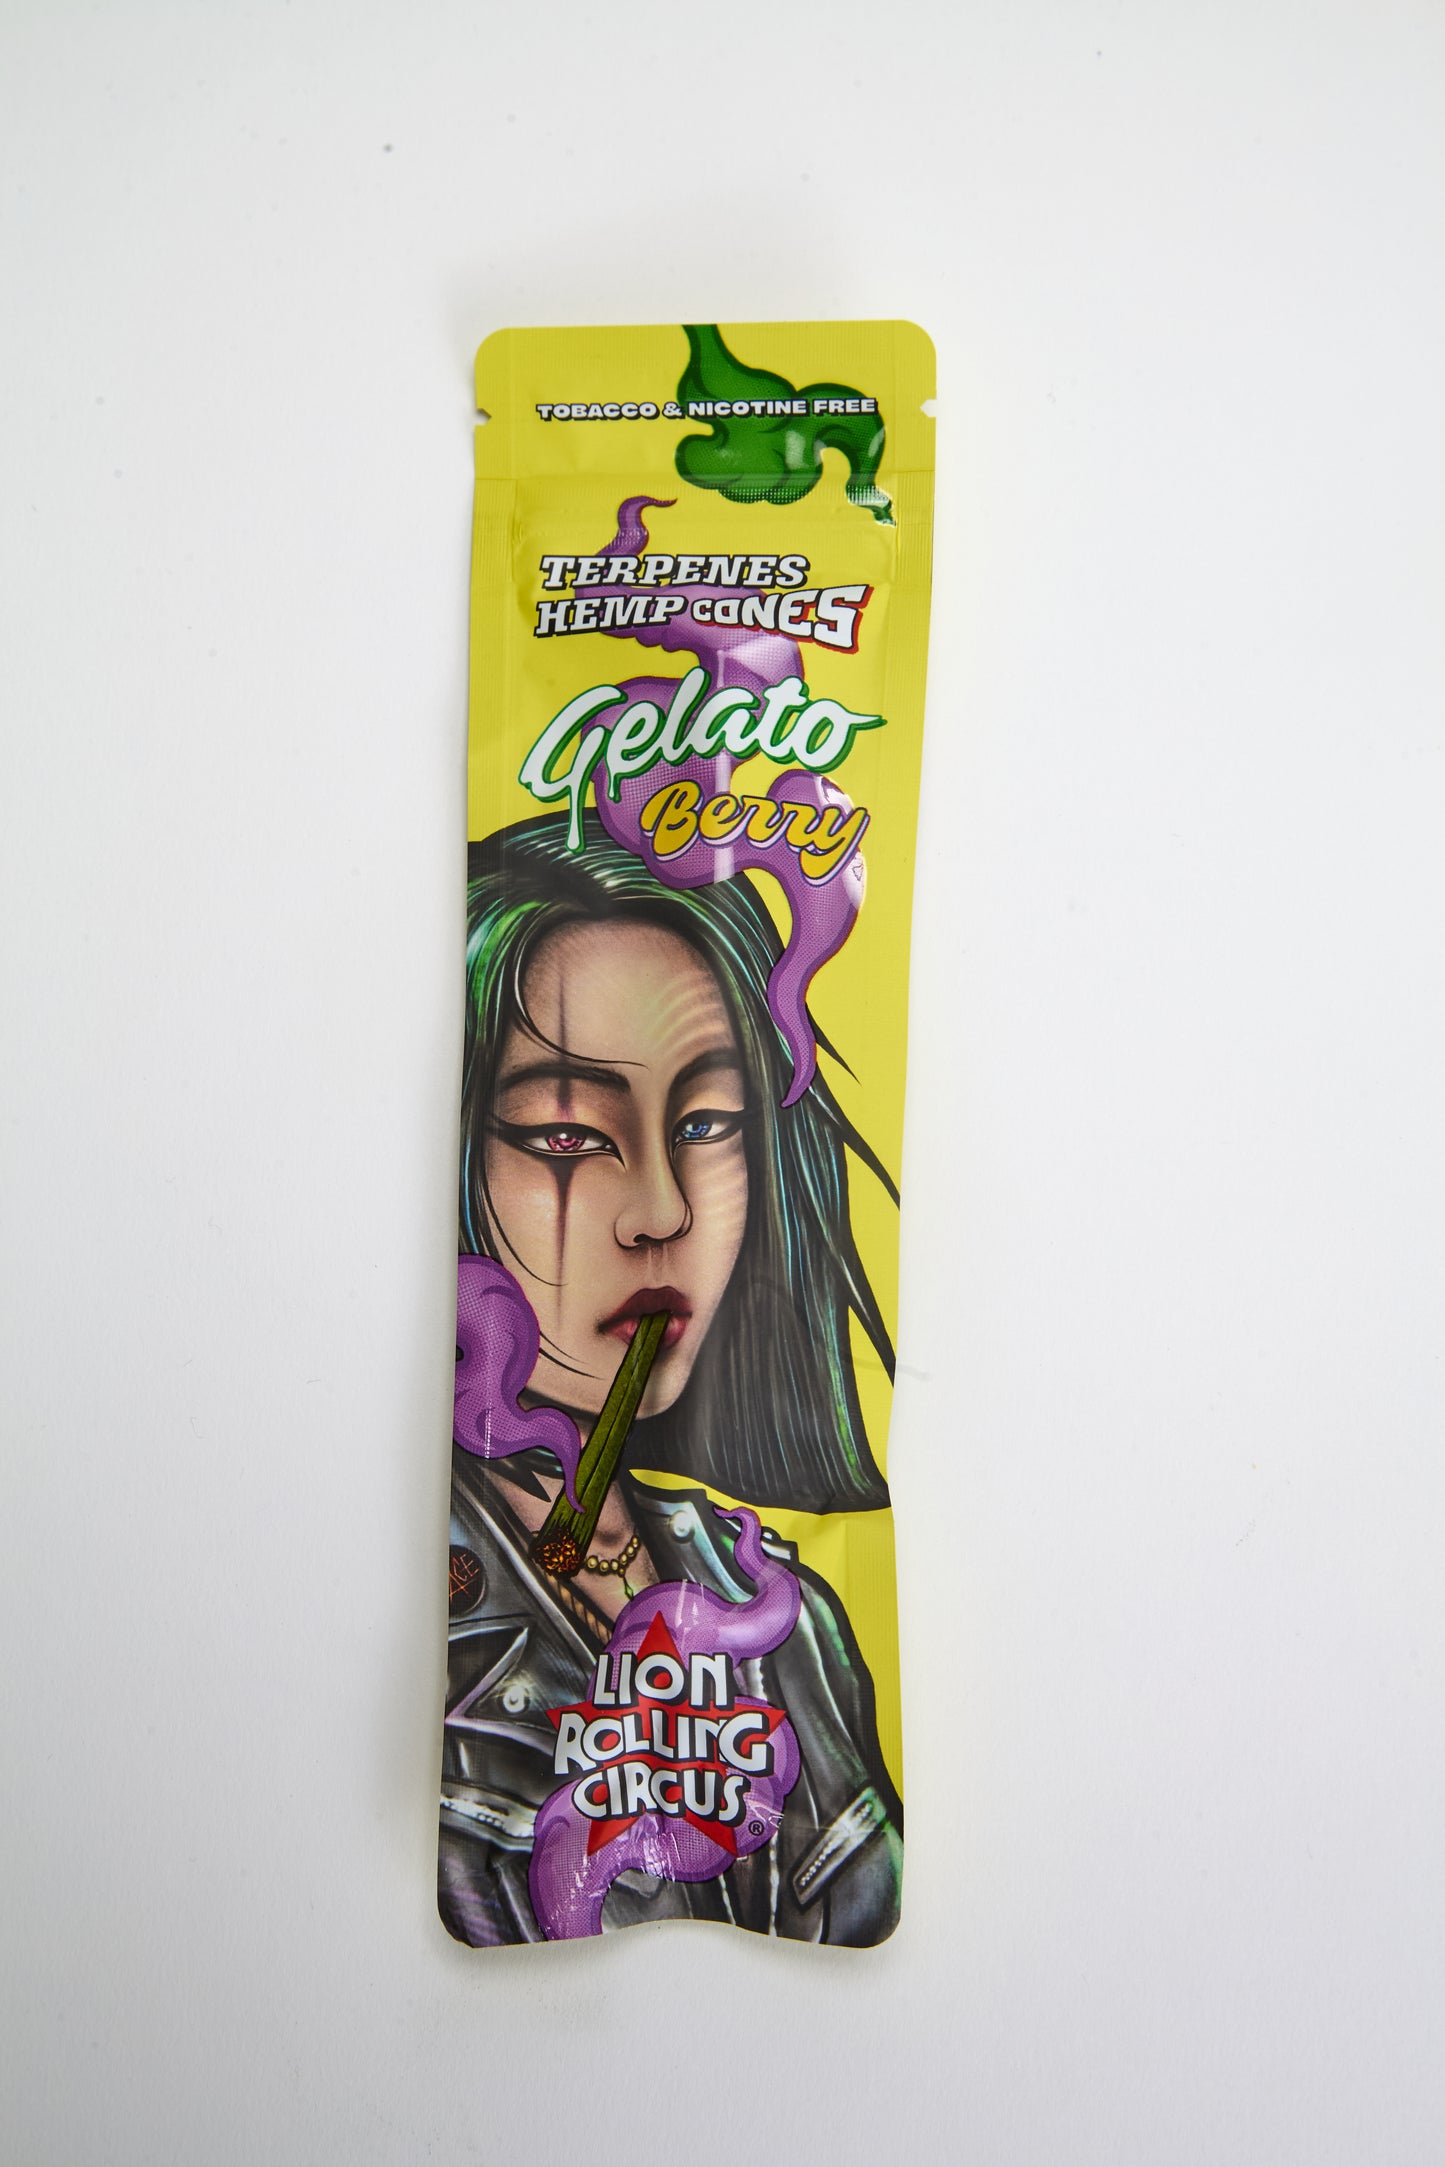 TOBACCO & NICOTINE FREE
TERPENES
HEMP CONES
Gelato
Berry
LION
ROLLING
CIRCUS
®